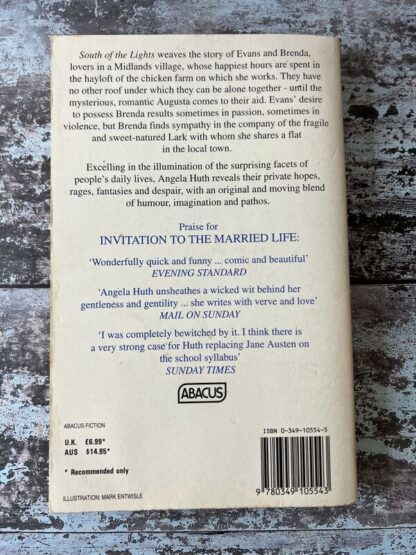 South of the Lights weaves the story of Evans and Brenda,
lovers in a Midlands village, whose happiest hours are spent in
the hayloft of the chicken farm on which she works. They have
no other roof under which they can be alone together - until the
mysterious, romantic Augusta comes to their aid. Evans' desire
to possess Brenda results sometimes in passion, sometimes in
violence, but Brenda finds sympathy in the company of the fragile
and sweet-natured Lark with whom she shares a flat
in the local town.
Excelling in the illumination of the surprising facets of
people's daily lives, Angela Huth reveals their private hopes,
rages, fantasies and despair, with an original and moving blend
of humour, imagination and pathos.
Praise for
INVITATION TO THE MARRIED LIFE:
'Wonderfully quick and funny ... comic and beautiful'
EVENING STANDARD
'Angela Huth unsheathes a wicked wit behind her
gentleness and gentility ... she writes with verve and love'
MAIL ON SUNDAY
'I was completely bewitched by it. I think there is
a very strong case for Huth replacing Jane Austen on
the school syllabus'
SUNDAY TIMES
ABACUS
ABACUS FICTION
U.K. £6.99*
AUS $14.95*
* Recommended only
ILLUSTRATION: MARK ENTWISLE
ISBN 0-349-10554-5
9 780349 105543